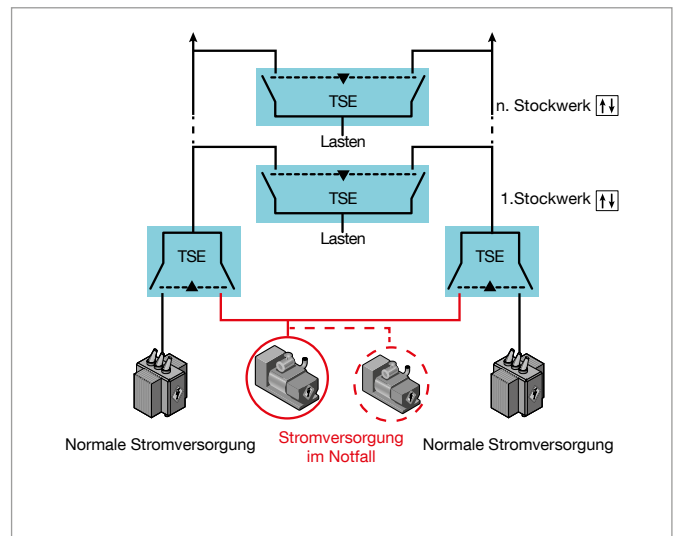 TSE
n. Stockwerk
Lasten
TSE
1.Stockwerk
Lasten
TSE
TSE
Normale Stromversorgung
Stromversorgung
im Notfall
Normale Stromversorgung